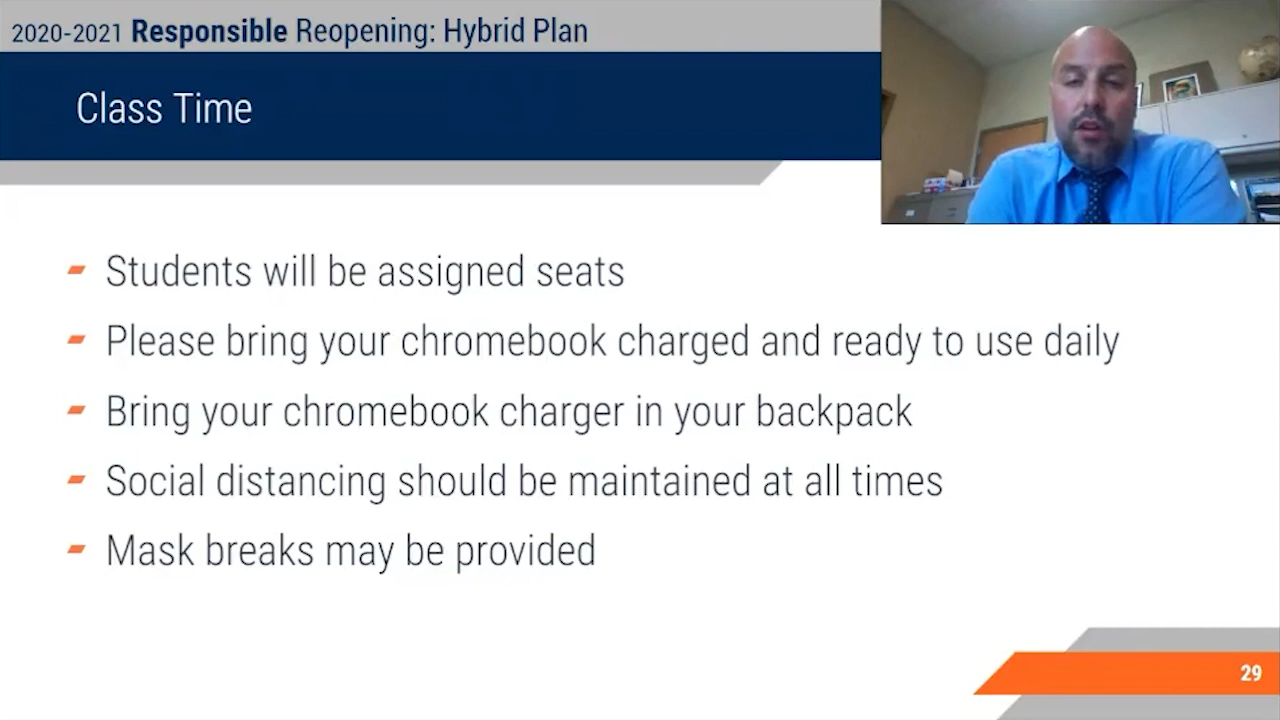 2020-2021 Responsible Reopening: Hybrid Plan
Class Time
Students will be assigned seats
Please bring your chromebook charged and ready to use daily
Bring your chromebook charger in your backpack
Social distancing should be maintained at all times
Mask breaks may be provided
29